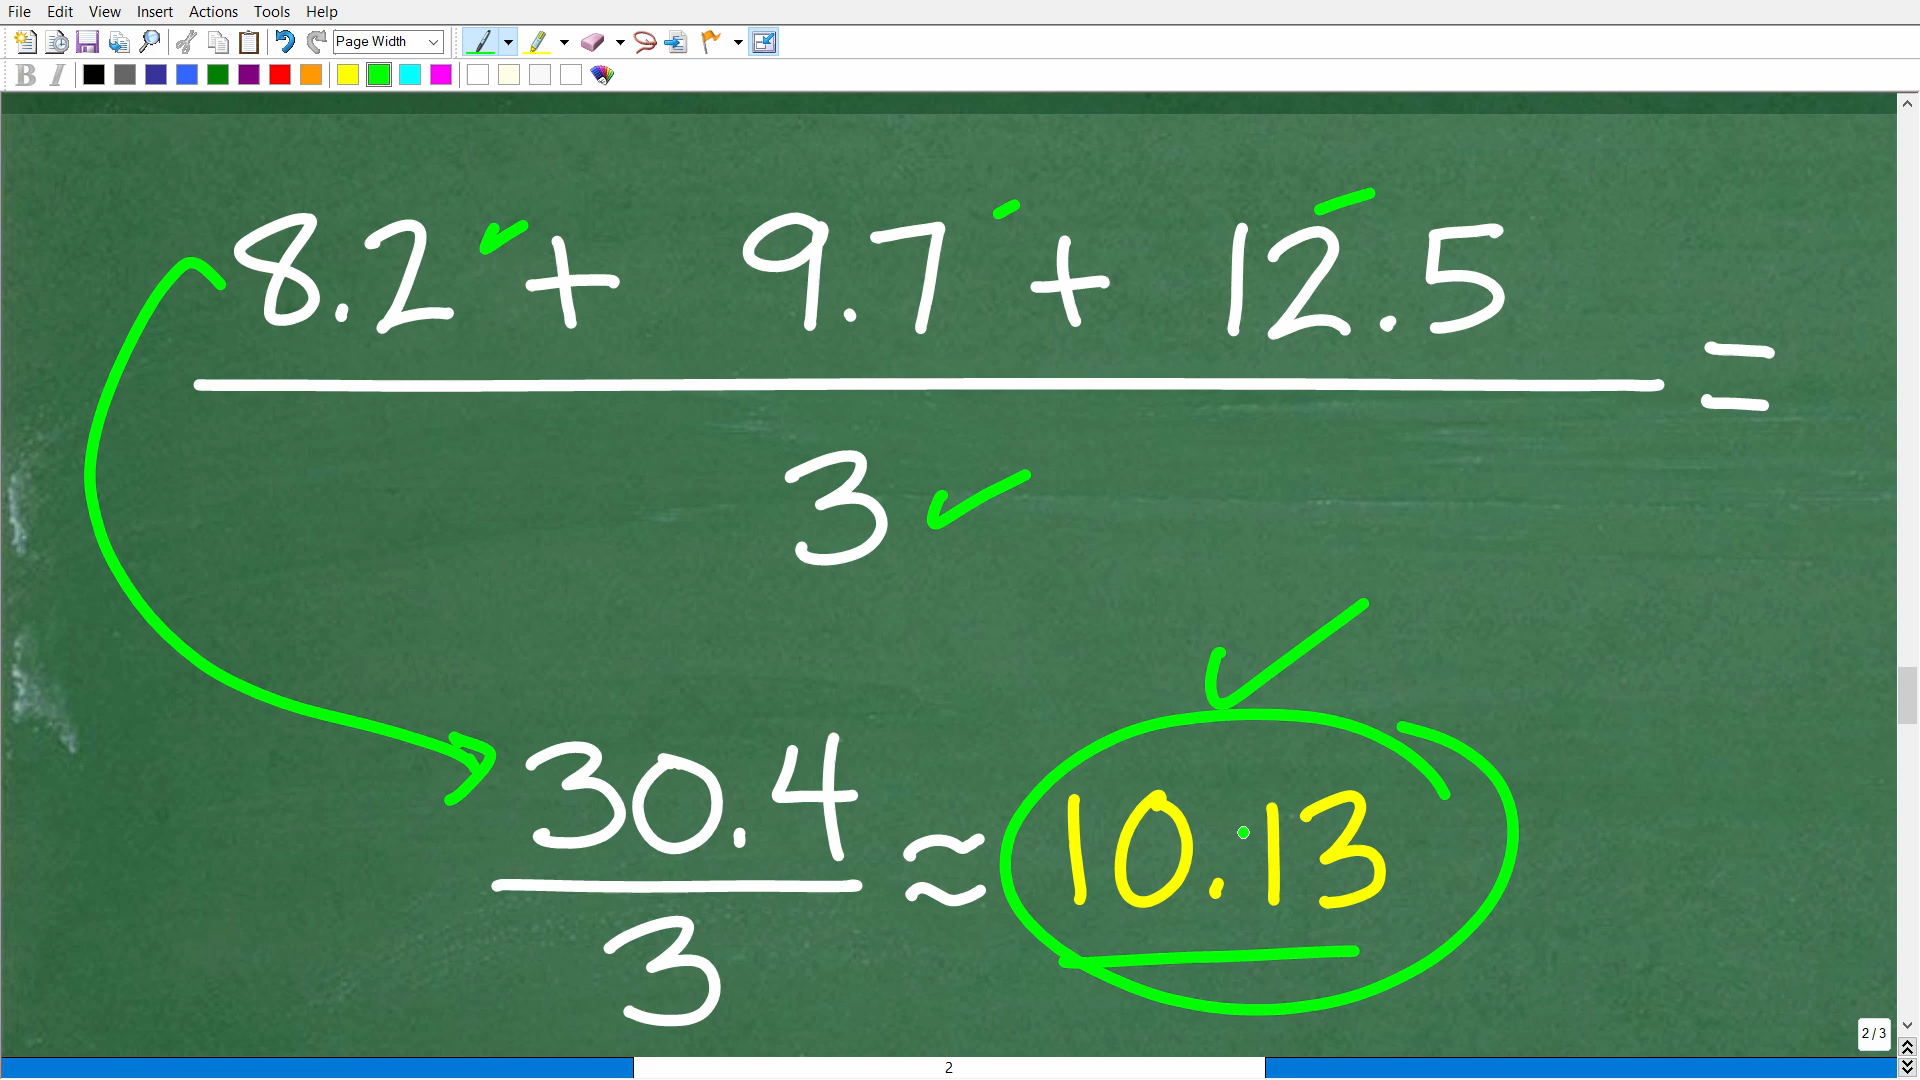 File Edit View Insert Actions Tools Help
Page Width
B I
8.2 + 9.7 + 12.5
=
3
30.4 ≈ 10.13
3
2 / 3
2